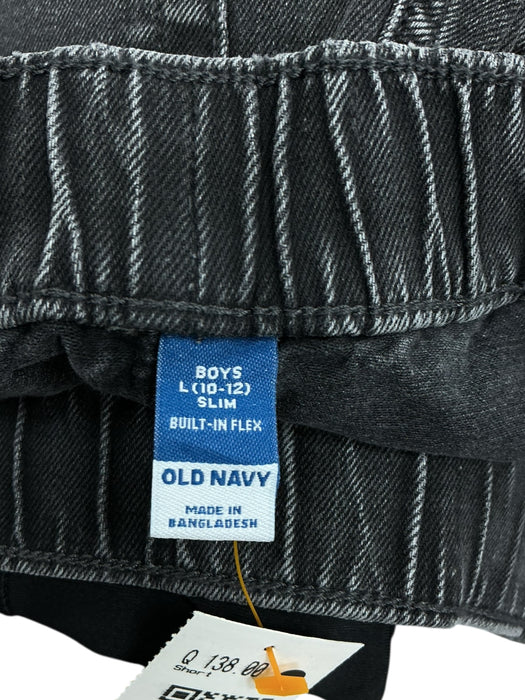 BOYS
L (10-12)
SLIM
BUILT-IN FLEX
OLD NAVY
MADE IN
BANGLADESH
Q 138.00
Short